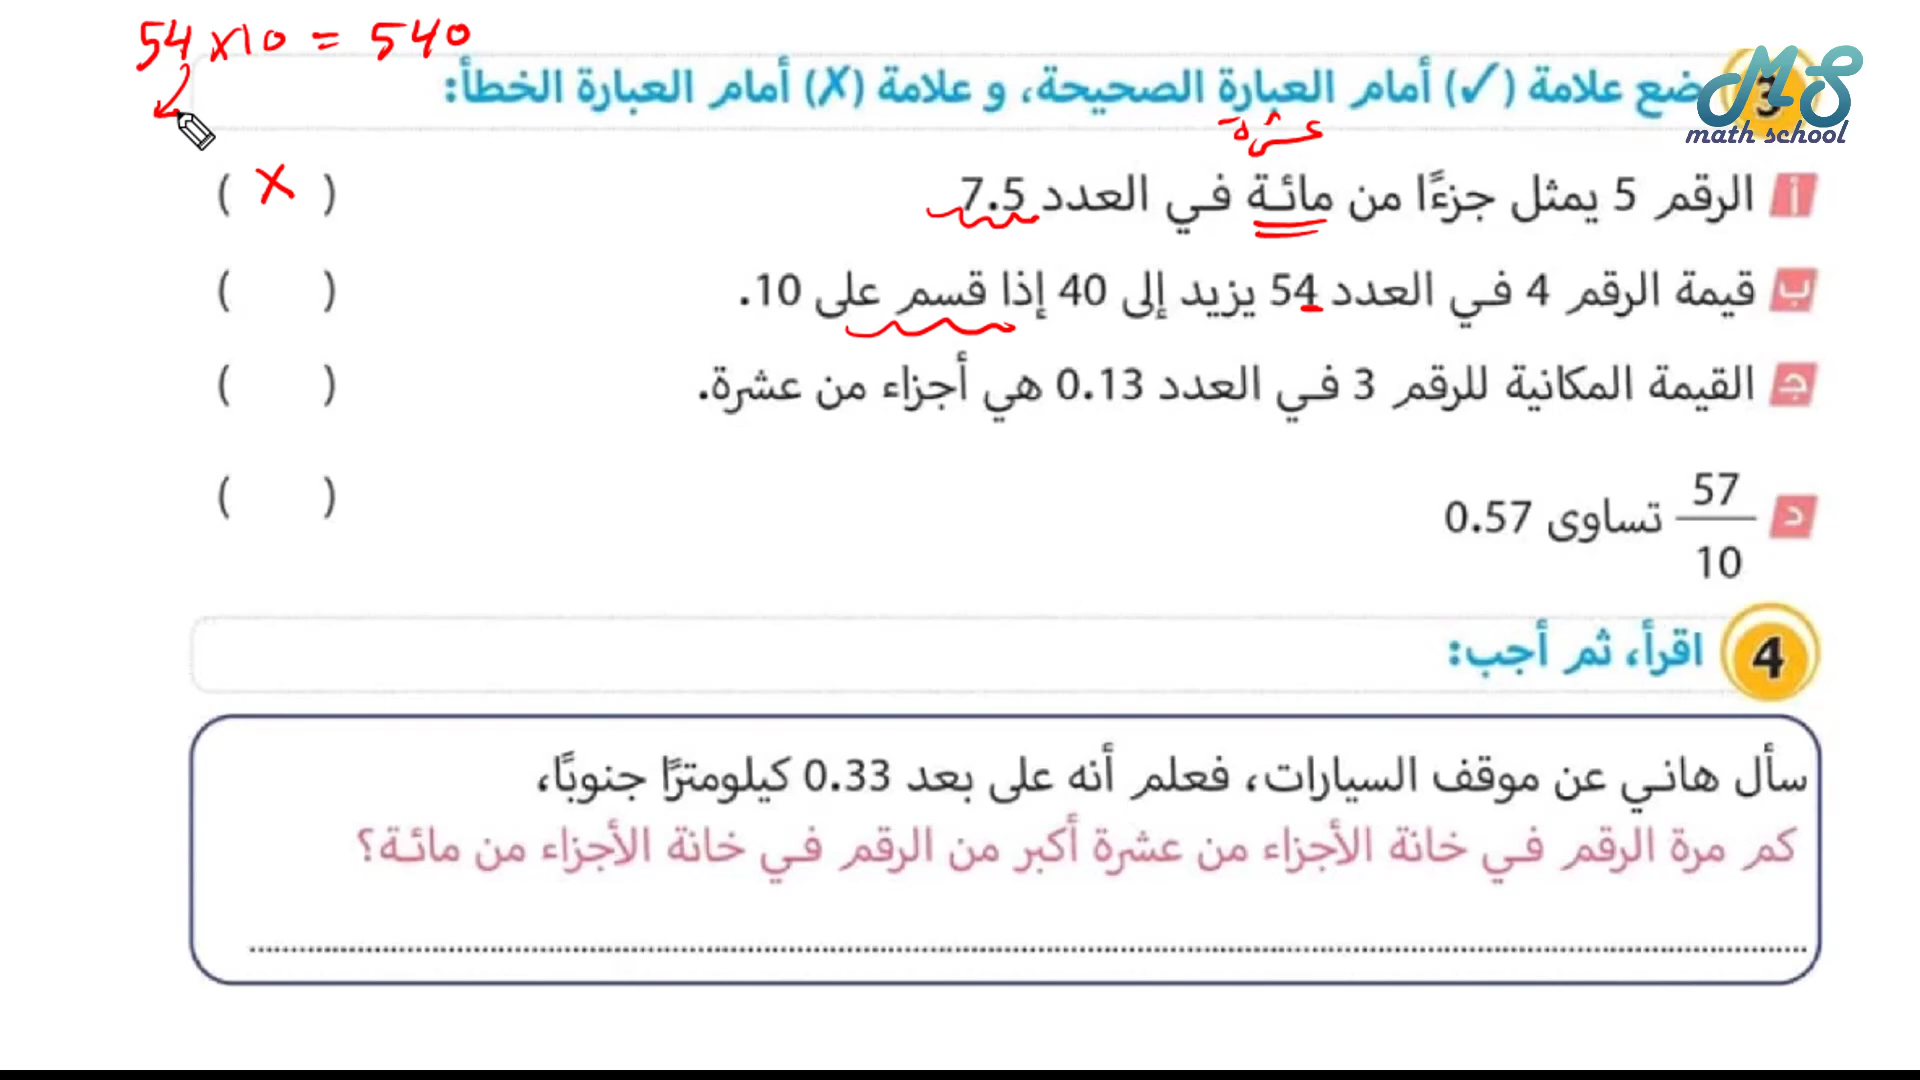 54 × 10 = 540
3 ضع علامة (✓) أمام العبارة الصحيحة، و علامة (X) أمام العبارة الخطأ:
MS
math school
عشرة
أ الرقم 5 يمثل جزءًا من مائة في العدد 7.5 ( X )
ب قيمة الرقم 4 في العدد 54 يزيد إلى 40 إذا قسم على 10. ( )
ج القيمة المكانية للرقم 3 في العدد 0.13 هي أجزاء من عشرة. ( )
د 57/10 تساوى 0.57 ( )
4 اقرأ، ثم أجب:
سأل هاني عن موقف السيارات، فعلم أنه على بعد 0.33 كيلومترًا جنوبًا،
كم مرة الرقم في خانة الأجزاء من عشرة أكبر من الرقم في خانة الأجزاء من مائة؟